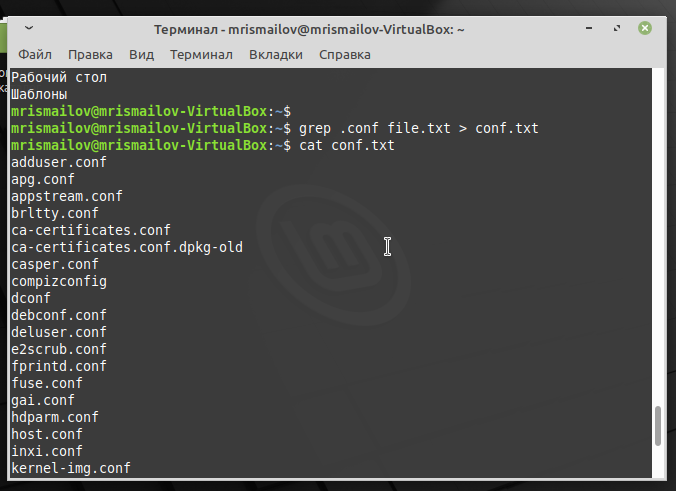 Терминал - mrismailov@mrismailov-VirtualBox: ~
Файл Правка Вид Терминал Вкладки Справка
Рабочий стол
Шаблоны
mrismailov@mrismailov-VirtualBox:~$
mrismailov@mrismailov-VirtualBox:~$ grep .conf file.txt > conf.txt
mrismailov@mrismailov-VirtualBox:~$ cat conf.txt
adduser.conf
apg.conf
appstream.conf
brltty.conf
ca-certificates.conf
ca-certificates.conf.dpkg-old
casper.conf
compizconfig
dconf
debconf.conf
deluser.conf
e2scrub.conf
fprintd.conf
fuse.conf
gai.conf
hdparm.conf
host.conf
inxi.conf
kernel-img.conf